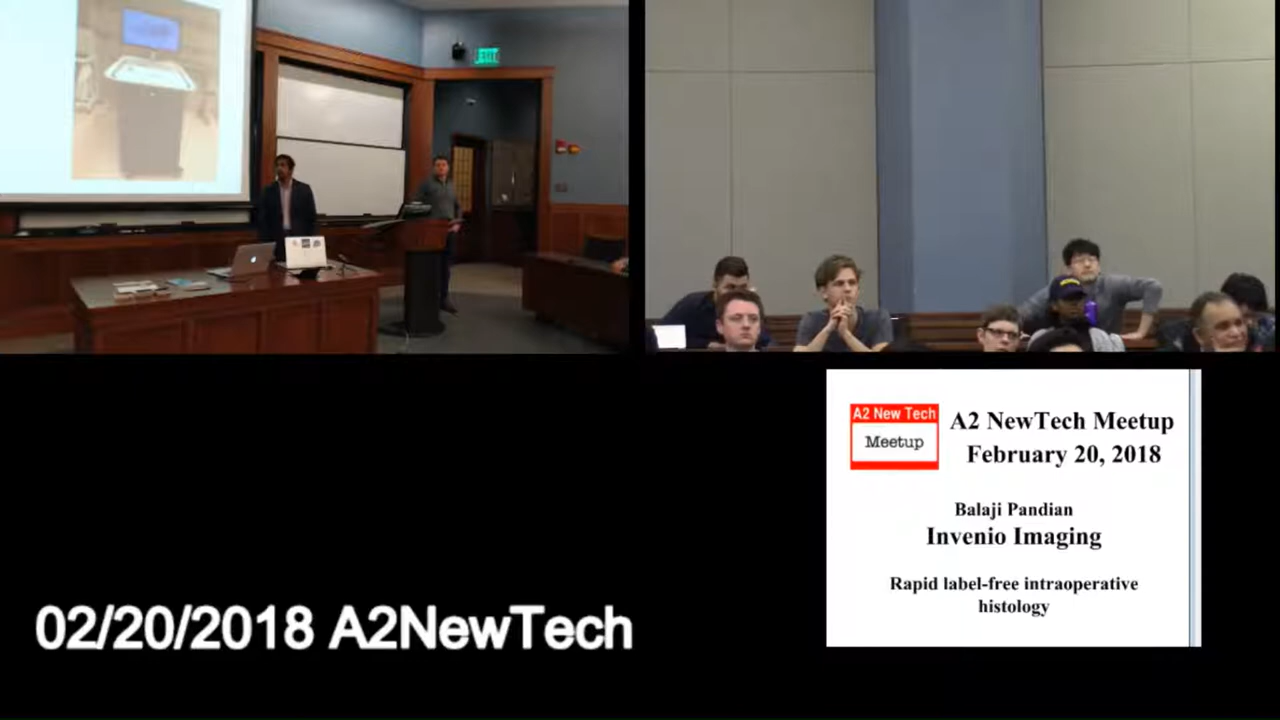 EXIT
A2 New Tech
Meetup
A2 NewTech Meetup
February 20, 2018
Balaji Pandian
Invenio Imaging
Rapid label-free intraoperative
histology
02/20/2018 A2NewTech